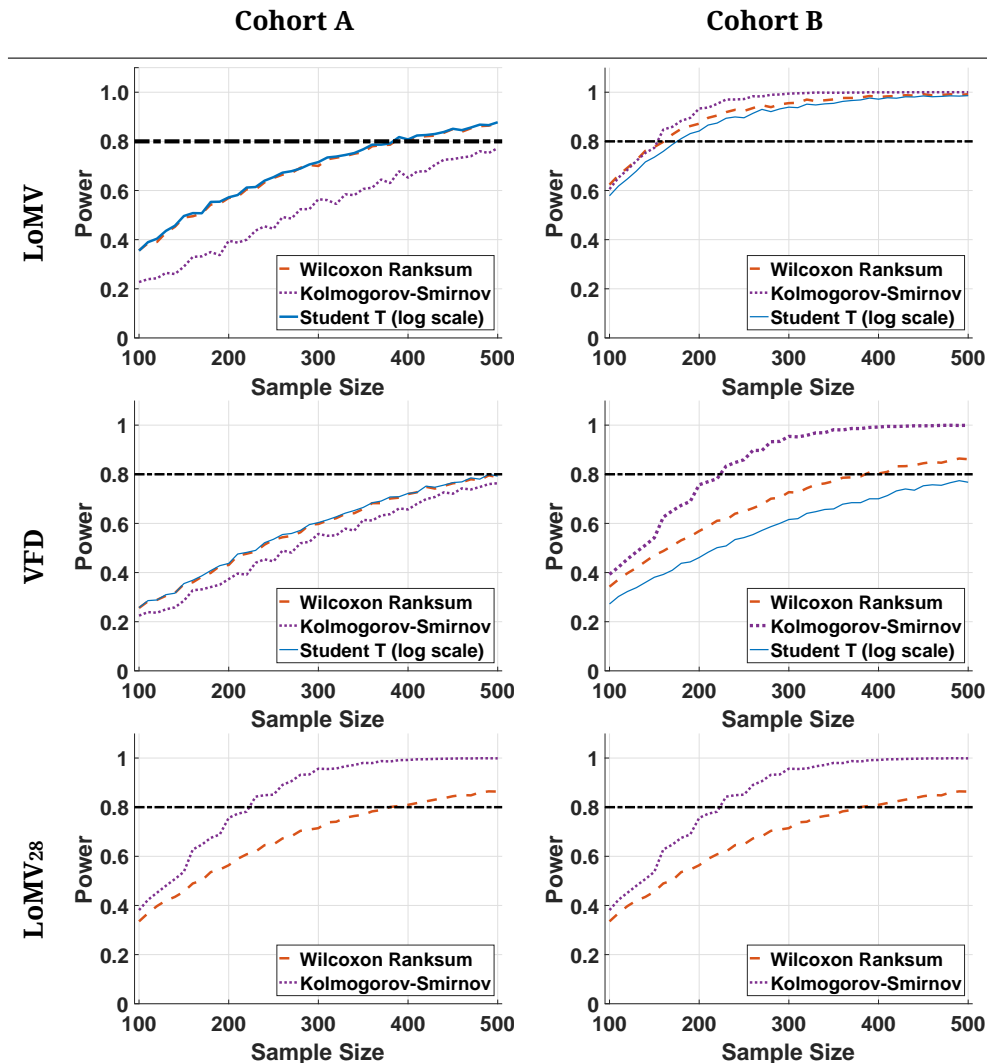 Cohort A
Cohort B
LoMV
Power
1.0
0.8
0.6
0.4
0.2
0
Wilcoxon Ranksum
Kolmogorov-Smirnov
Student T (log scale)
100 200 300 400 500
Sample Size
Power
1
0.8
0.6
0.4
0.2
0
Wilcoxon Ranksum
Kolmogorov-Smirnov
Student T (log scale)
100 200 300 400 500
Sample Size
VFD
Power
1
0.8
0.6
0.4
0.2
0
Wilcoxon Ranksum
Kolmogorov-Smirnov
Student T (log scale)
100 200 300 400 500
Sample Size
Power
1
0.8
0.6
0.4
0.2
0
Wilcoxon Ranksum
Kolmogorov-Smirnov
Student T (log scale)
100 200 300 400 500
Sample Size
LoMV28
Power
1
0.8
0.6
0.4
0.2
0
Wilcoxon Ranksum
Kolmogorov-Smirnov
100 200 300 400 500
Sample Size
Power
1
0.8
0.6
0.4
0.2
0
Wilcoxon Ranksum
Kolmogorov-Smirnov
100 200 300 400 500
Sample Size